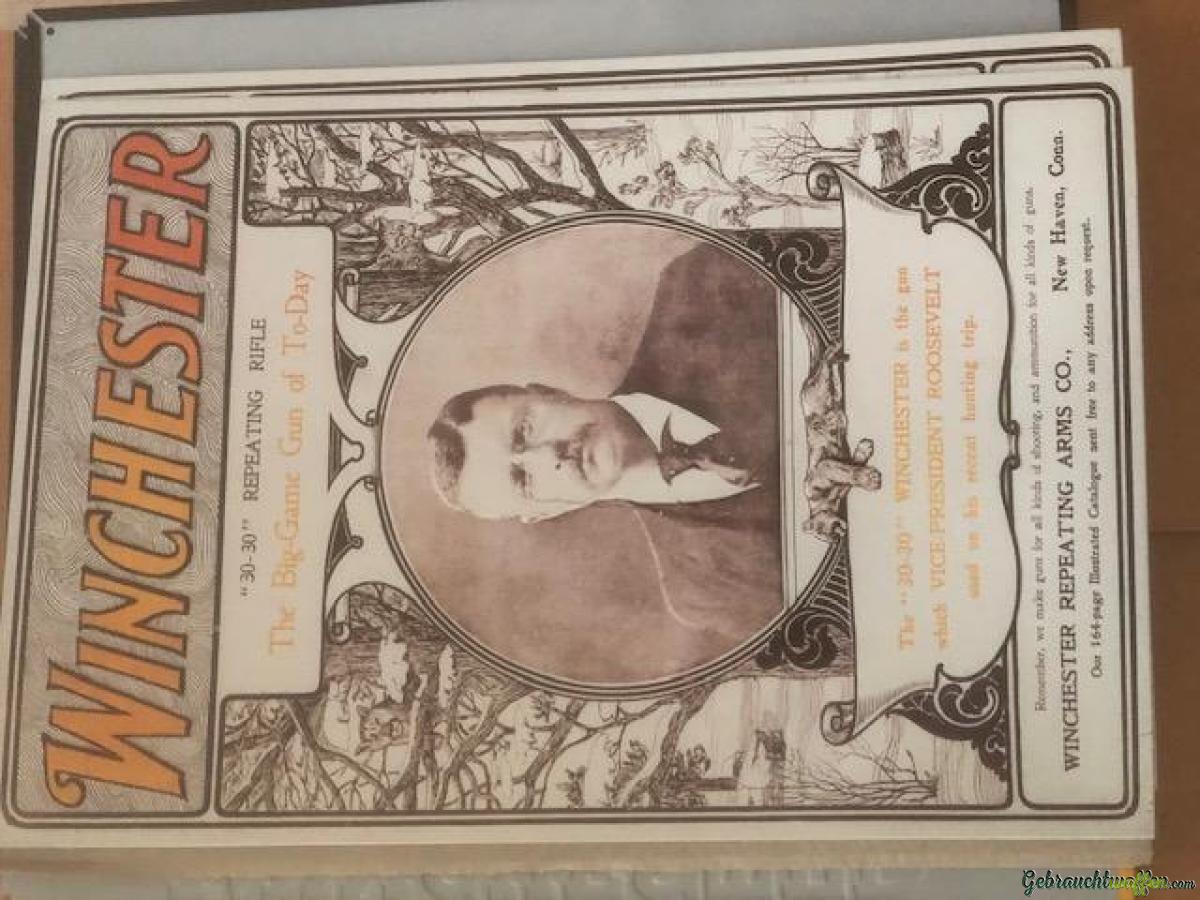 WINCHESTER
"30-30" REPEATING RIFLE
The Big-Game Gun of To-Day
The "30-30" WINCHESTER is the gun
which VICE-PRESIDENT ROOSEVELT
used on his recent hunting trip.
Remember, we make guns for all kinds of shooting, and ammunition for all kinds of guns.
WINCHESTER REPEATING ARMS CO., New Haven, Conn.
Our 164-page Illustrated Catalogue sent free to any address upon request.
Gebrauchtwaffen.com